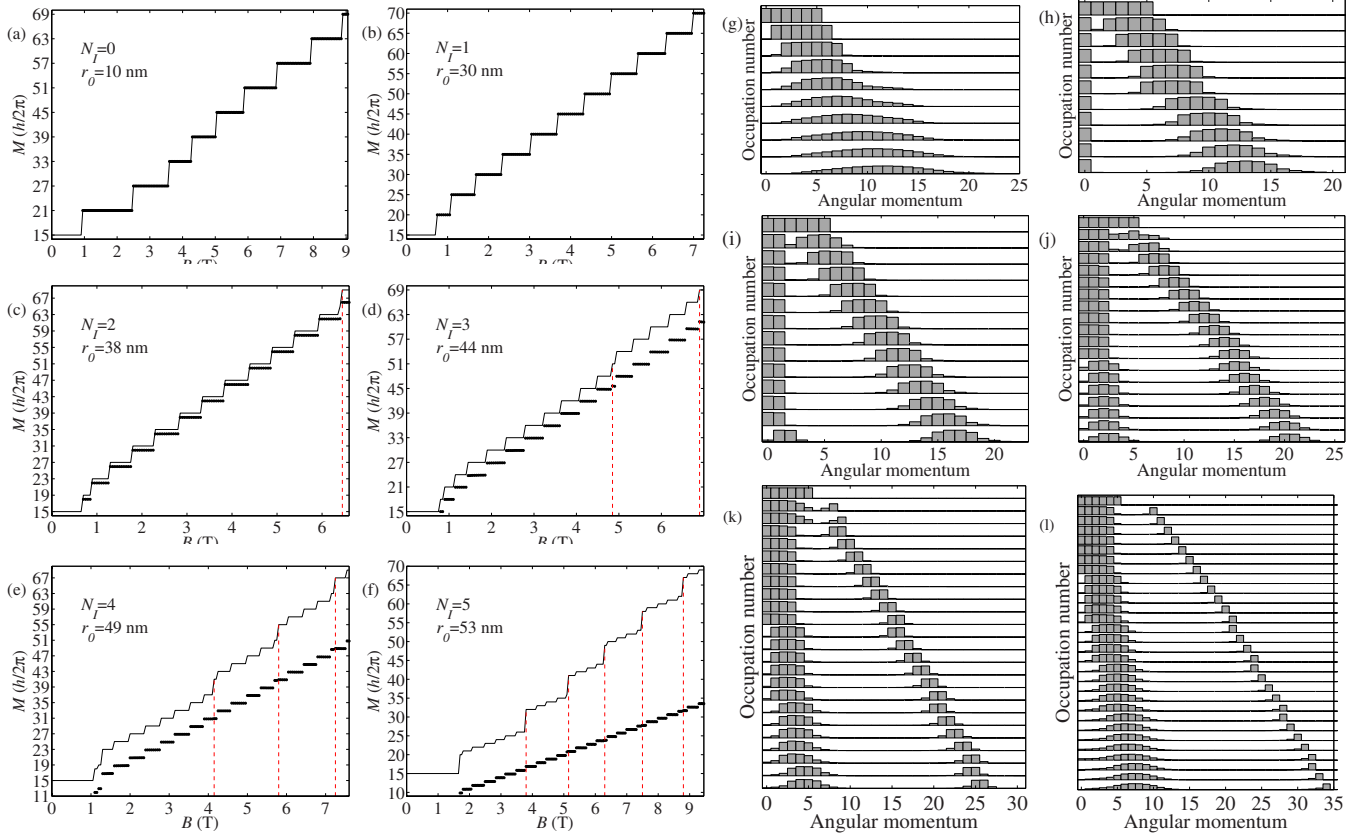 (a)
M (h/2π)
69
63
57
51
45
39
33
27
21
15
N_I=0
r_0=10 nm
0 1 2 3 4 5 6 7 8 9
B (T)
(b)
M (h/2π)
70
65
60
55
50
45
40
35
30
25
20
15
N_I=1
r_0=30 nm
0 1 2 3 4 5 6 7
B (T)
(c)
M (h/2π)
67
63
59
55
51
47
43
39
35
31
27
23
19
15
N_I=2
r_0=38 nm
0 1 2 3 4 5 6
B (T)
(d)
M (h/2π)
69
63
57
51
45
39
33
27
21
15
N_I=3
r_0=44 nm
0 1 2 3 4 5 6 7
B (T)
(e)
M (h/2π)
67
63
59
55
51
47
43
39
35
31
27
23
19
15
11
N_I=4
r_0=49 nm
0 1 2 3 4 5 6 7
B (T)
(f)
M (h/2π)
70
60
50
40
30
20
10
N_I=5
r_0=53 nm
0 1 2 3 4 5 6 7 8 9
B (T)
(g)
Occupation number
0 5 10 15 20 25
Angular momentum
(h)
Occupation number
0 5 10 15 20
Angular momentum
(i)
Occupation number
0 5 10 15 20
Angular momentum
(j)
Occupation number
0 5 10 15 20 25
Angular momentum
(k)
Occupation number
0 5 10 15 20 25 30
Angular momentum
(l)
Occupation number
0 5 10 15 20 25 30 35
Angular momentum